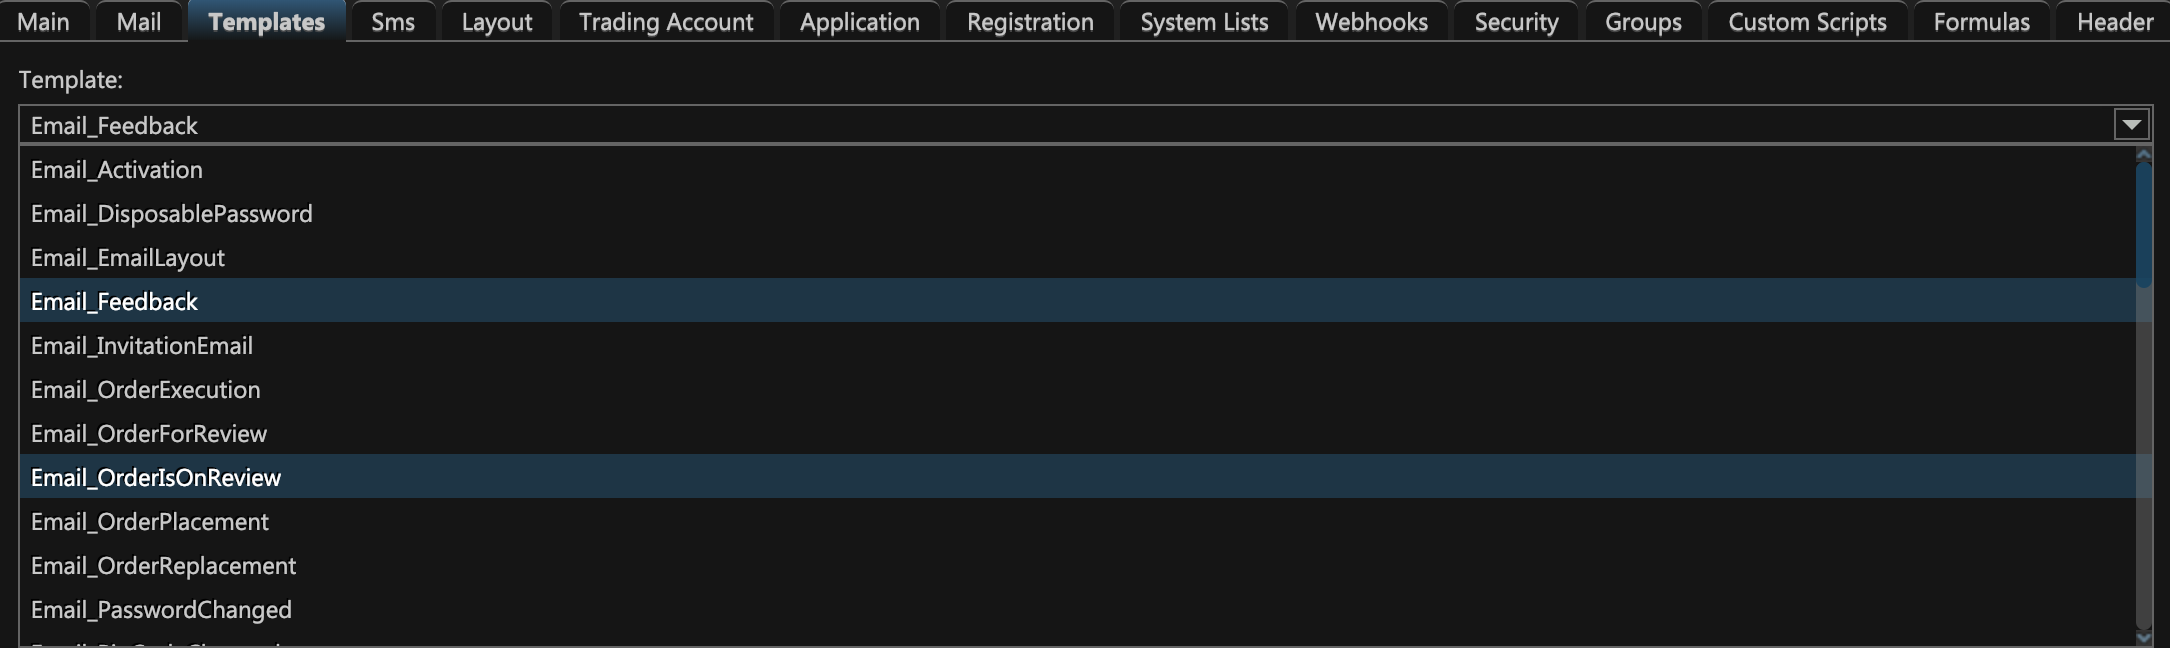 Main Mail Templates Sms Layout Trading Account Application Registration System Lists Webhooks Security Groups Custom Scripts Formulas Header
Template:
Email_Feedback
Email_Activation
Email_DisposablePassword
Email_EmailLayout
Email_Feedback
Email_InvitationEmail
Email_OrderExecution
Email_OrderForReview
Email_OrderIsOnReview
Email_OrderPlacement
Email_OrderReplacement
Email_PasswordChanged